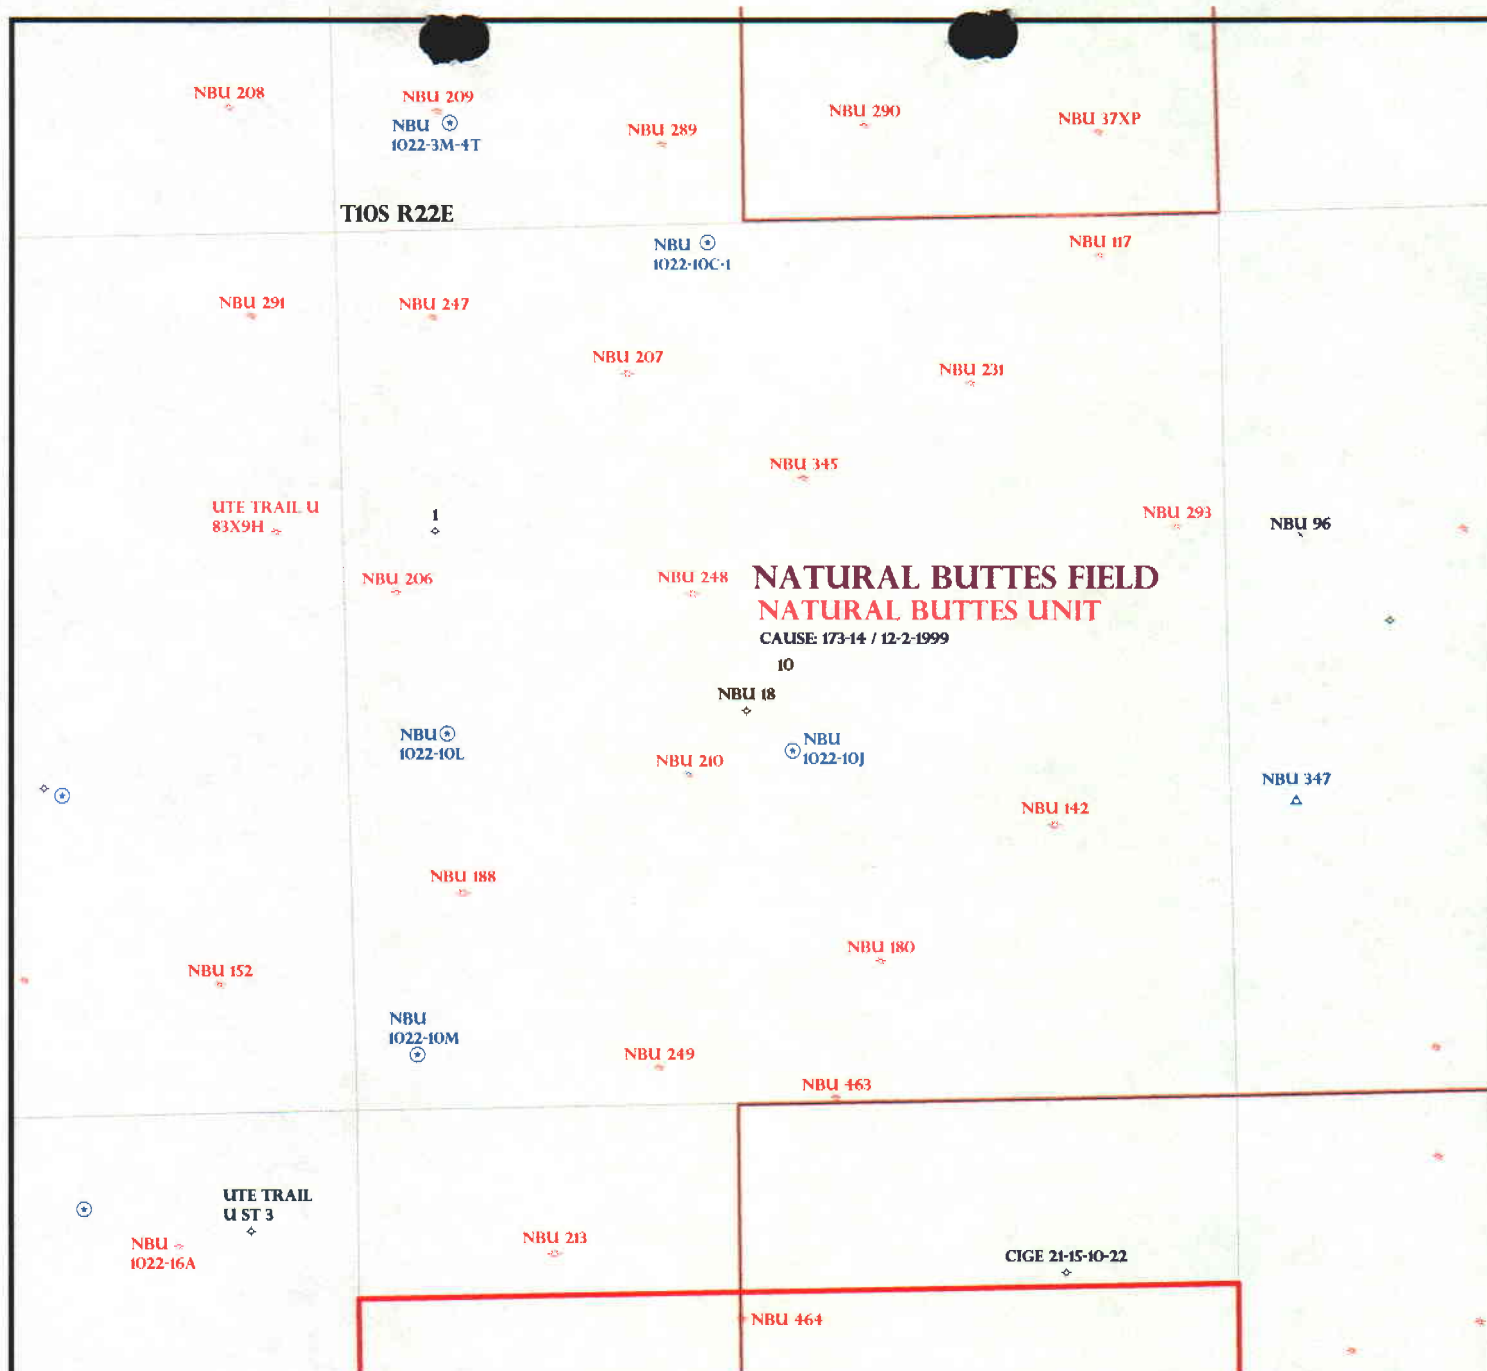 NBU 208
NBU 209
NBU
1022-3M-4T
NBU 289
NBU 290
NBU 37XP
T10S R22E
NBU
1022-10C-1
NBU 117
NBU 291
NBU 247
NBU 207
NBU 231
NBU 345
UTE TRAIL U
83X9H
1
NBU 293
NBU 96
NBU 206
NBU 248
NATURAL BUTTES FIELD
NATURAL BUTTES UNIT
CAUSE: 173-14 / 12-2-1999
10
NBU 18
NBU
1022-10L
NBU
1022-10J
NBU 210
NBU 347
NBU 142
NBU 188
NBU 180
NBU 152
NBU
1022-10M
NBU 249
NBU 463
UTE TRAIL
U ST 3
NBU
1022-16A
NBU 213
CIGE 21-15-10-22
NBU 464